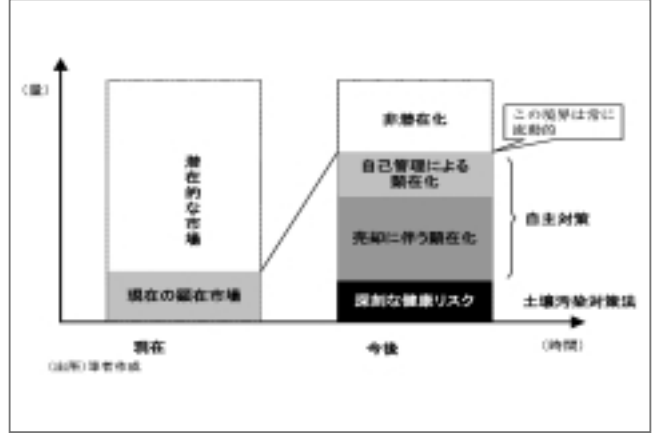 (量)
潜在的な市場
現在の顕在市場
非潜在化
この境界は常に
流動的
自己管理による
顕在化
売却に伴う顕在化
自主対策
深刻な健康リスク
土壌汚染対策法
現在
今後
(時間)
(出所)筆者作成